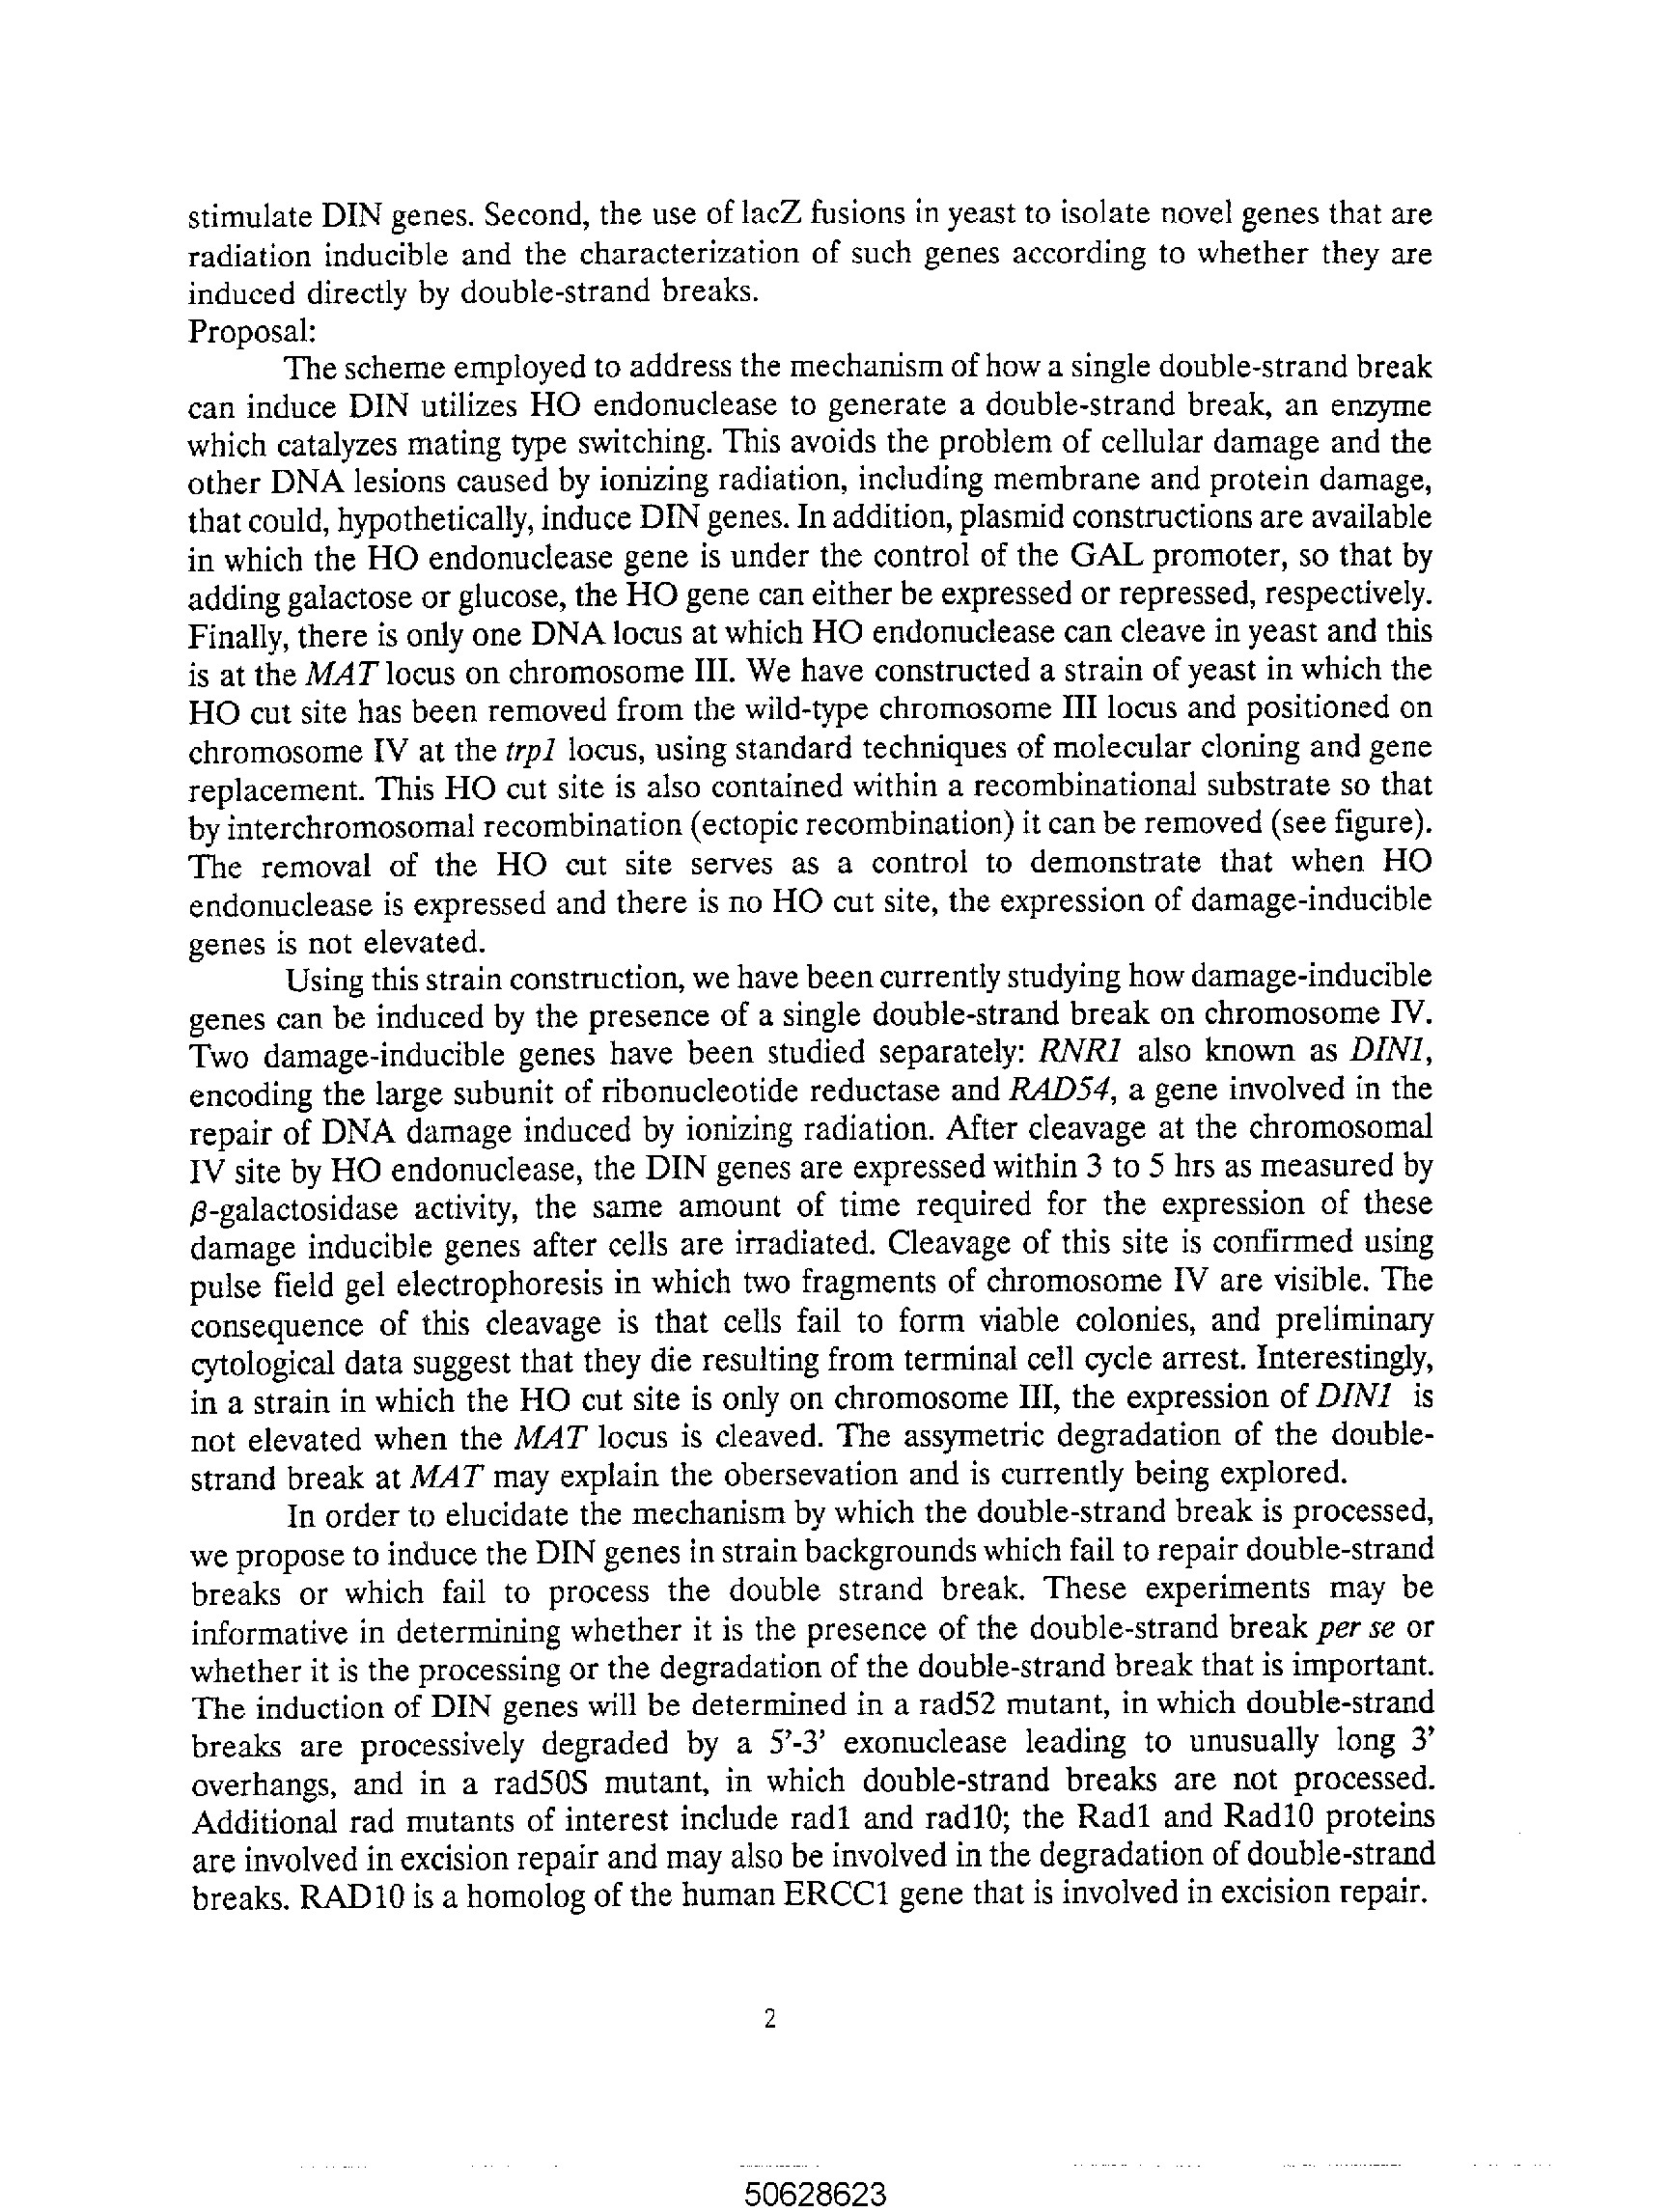 stimulate DIN genes. Second, the use of lacZ fusions in yeast to isolate novel genes that are
radiation inducible and the characterization of such genes according to whether they are
induced directly by double-strand breaks.
Proposal:
The scheme employed to address the mechanism of how a single double-strand break
can induce DIN utilizes HO endonuclease to generate a double-strand break, an enzyme
which catalyzes mating type switching. This avoids the problem of cellular damage and the
other DNA lesions caused by ionizing radiation, including membrane and protein damage,
that could, hypothetically, induce DIN genes. In addition, plasmid constructions are available
in which the HO endonuclease gene is under the control of the GAL promoter, so that by
adding galactose or glucose, the HO gene can either be expressed or repressed, respectively.
Finally, there is only one DNA locus at which HO endonuclease can cleave in yeast and this
is at the MAT locus on chromosome III. We have constructed a strain of yeast in which the
HO cut site has been removed from the wild-type chromosome III locus and positioned on
chromosome IV at the trp1 locus, using standard techniques of molecular cloning and gene
replacement. This HO cut site is also contained within a recombinational substrate so that
by interchromosomal recombination (ectopic recombination) it can be removed (see figure).
The removal of the HO cut site serves as a control to demonstrate that when HO
endonuclease is expressed and there is no HO cut site, the expression of damage-inducible
genes is not elevated.
Using this strain construction, we have been currently studying how damage-inducible
genes can be induced by the presence of a single double-strand break on chromosome IV.
Two damage-inducible genes have been studied separately: RNR1 also known as DIN1,
encoding the large subunit of ribonucleotide reductase and RAD54, a gene involved in the
repair of DNA damage induced by ionizing radiation. After cleavage at the chromosomal
IV site by HO endonuclease, the DIN genes are expressed within 3 to 5 hrs as measured by
β-galactosidase activity, the same amount of time required for the expression of these
damage inducible genes after cells are irradiated. Cleavage of this site is confirmed using
pulse field gel electrophoresis in which two fragments of chromosome IV are visible. The
consequence of this cleavage is that cells fail to form viable colonies, and preliminary
cytological data suggest that they die resulting from terminal cell cycle arrest. Interestingly,
in a strain in which the HO cut site is only on chromosome III, the expression of DIN1 is
not elevated when the MAT locus is cleaved. The assymetric degradation of the double-
strand break at MAT may explain the obersevation and is currently being explored.
In order to elucidate the mechanism by which the double-strand break is processed,
we propose to induce the DIN genes in strain backgrounds which fail to repair double-strand
breaks or which fail to process the double strand break. These experiments may be
informative in determining whether it is the presence of the double-strand break per se or
whether it is the processing or the degradation of the double-strand break that is important.
The induction of DIN genes will be determined in a rad52 mutant, in which double-strand
breaks are processively degraded by a 5'-3' exonuclease leading to unusually long 3'
overhangs, and in a rad50S mutant, in which double-strand breaks are not processed.
Additional rad mutants of interest include rad1 and rad10; the Rad1 and Rad10 proteins
are involved in excision repair and may also be involved in the degradation of double-strand
breaks. RAD10 is a homolog of the human ERCC1 gene that is involved in excision repair.
2
50628623